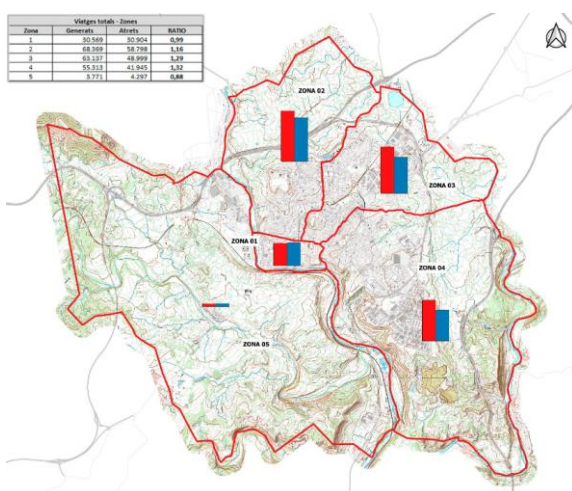 Viatges totals - Zones
Zona Generats Atrets RATIO
1 30.569 30.904 0,99
2 68.369 58.798 1,16
3 63.137 48.999 1,29
4 55.313 41.945 1,32
5 3.771 4.297 0,88
ZONA 02
ZONA 03
ZONA 01
ZONA 04
ZONA 05